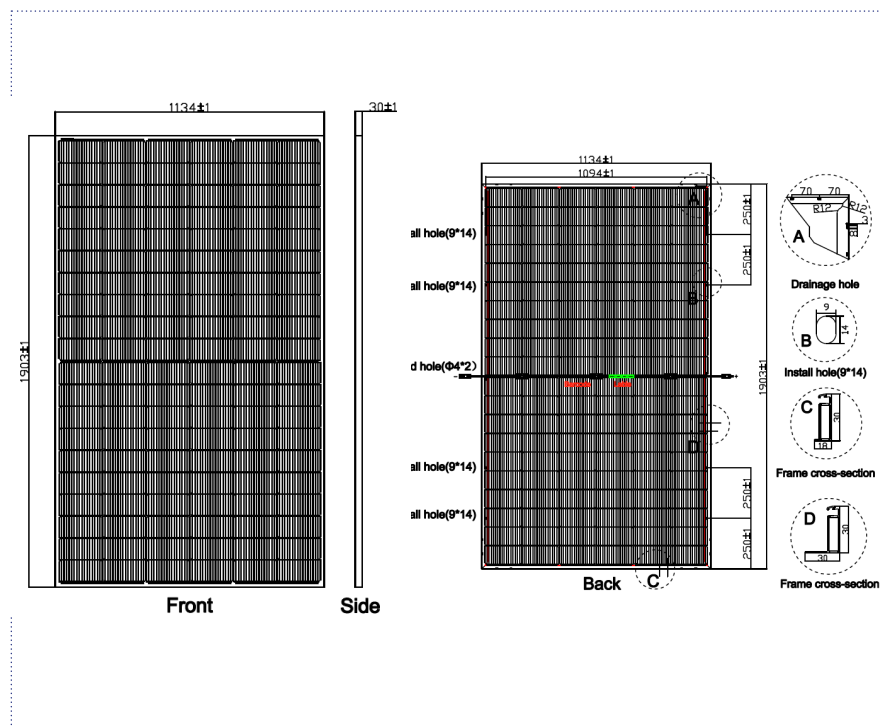 1134±1
30±1
1903±1
Front
Side
1134±1
1094±1
all hole(9*14)
all hole(9*14)
d hole(Φ4*2)
all hole(9*14)
all hole(9*14)
-
+
A
B
D
C
250±1
250±1
1903±1
250±1
250±1
Back
70 70
R12 R12
3
8
A
Drainage hole
9
14
B
Install hole(9*14)
C
30
18
Frame cross-section
D
30
30
Frame cross-section